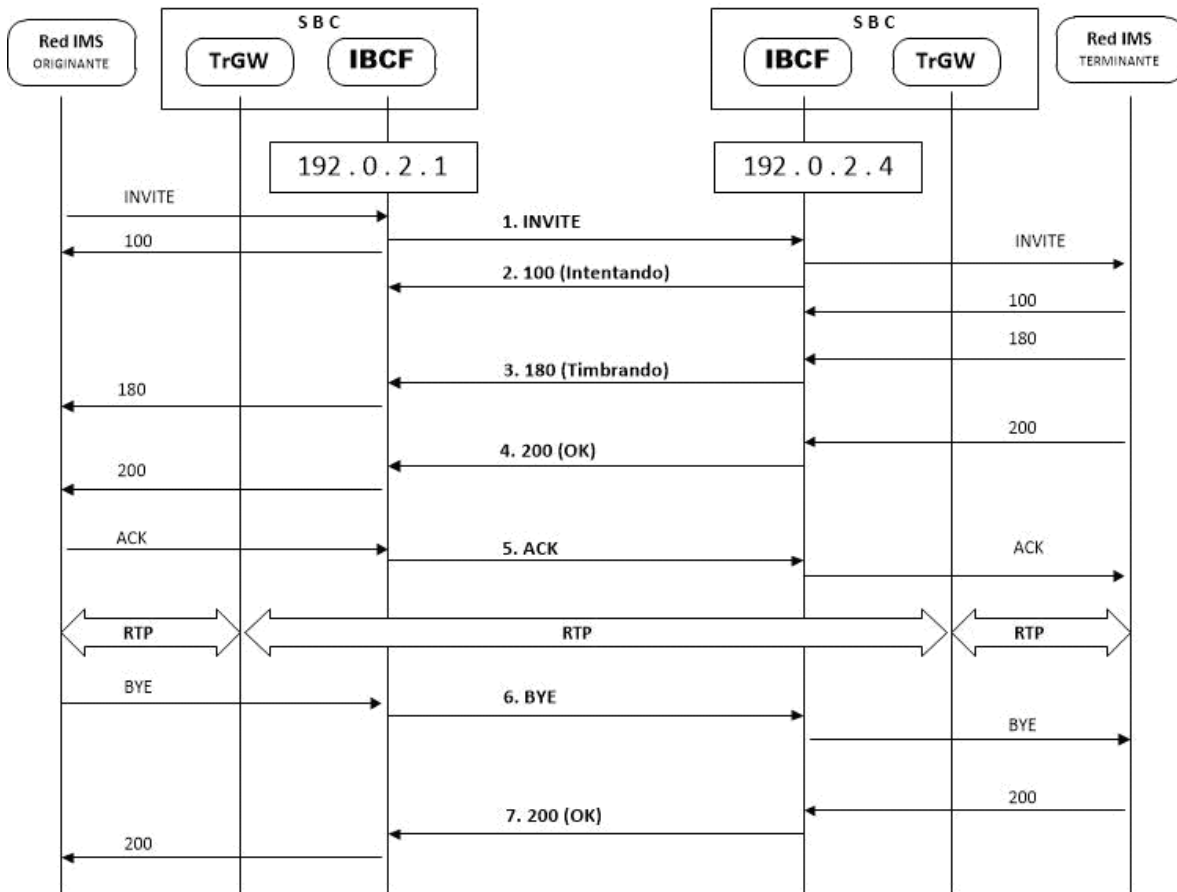 S B C
S B C
Red IMS
ORIGINANTE
TrGW
IBCF
IBCF
TrGW
Red IMS
TERMINANTE
192.0.2.1
192.0.2.4
INVITE
1. INVITE
100
INVITE
2. 100 (Intentando)
100
180
3. 180 (Timbrando)
180
200
4. 200 (OK)
200
ACK
5. ACK
ACK
RTP
RTP
RTP
BYE
6. BYE
BYE
200
7. 200 (OK)
200